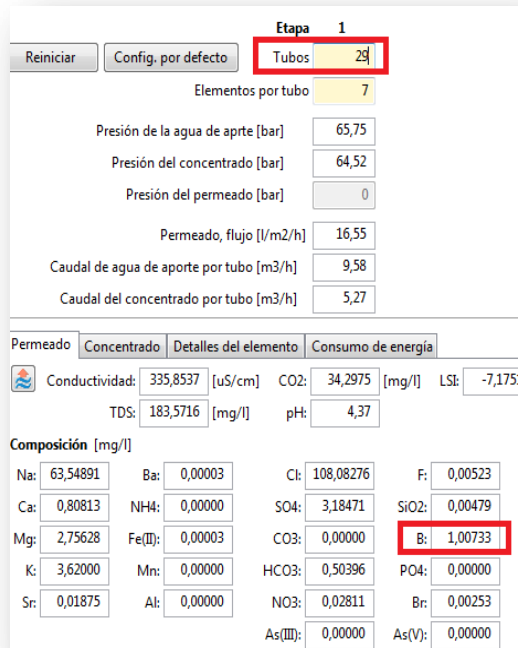 Etapa 1
Reiniciar Config. por defecto Tubos 29
Elementos por tubo 7
Presión de la agua de aprte [bar] 65,75
Presión del concentrado [bar] 64,52
Presión del permeado [bar] 0
Permeado, flujo [l/m2/h] 16,55
Caudal de agua de aporte por tubo [m3/h] 9,58
Caudal del concentrado por tubo [m3/h] 5,27
Permeado Concentrado Detalles del elemento Consumo de energía
Conductividad: 335,8537 [uS/cm] CO2: 34,2975 [mg/l] LSI: -7,175
TDS: 183,5716 [mg/l] pH: 4,37
Composición [mg/l]
Na: 63,54891 Ba: 0,00003 Cl: 108,08276 F: 0,00523
Ca: 0,80813 NH4: 0,00000 SO4: 3,18471 SiO2: 0,00479
Mg: 2,75628 Fe(II): 0,00003 CO3: 0,00000 B: 1,00733
K: 3,62000 Mn: 0,00000 HCO3: 0,50396 PO4: 0,00000
Sr: 0,01875 Al: 0,00000 NO3: 0,02811 Br: 0,00253
As(III): 0,00000 As(V): 0,00000